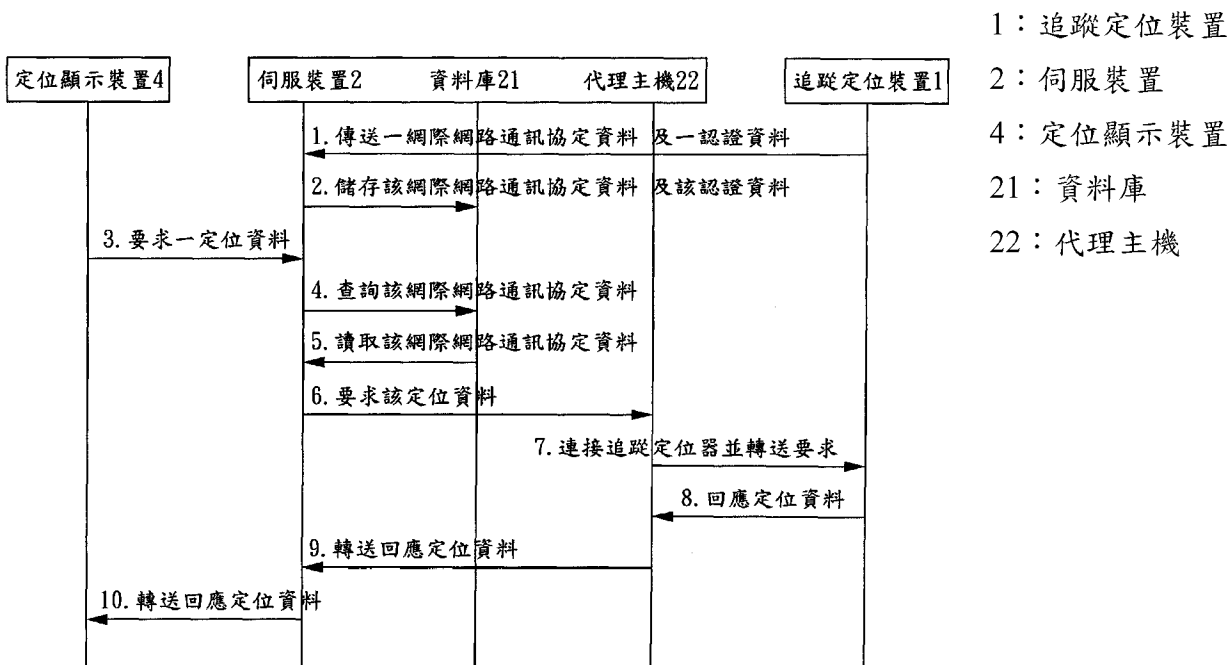 定位顯示裝置4
伺服裝置2 資料庫21 代理主機22
追蹤定位裝置1
1.傳送一網際網路通訊協定資料 及一認證資料
2.儲存該網際網路通訊協定資料 及該認證資料
3.要求一定位資料
4.查詢該網際網路通訊協定資料
5.讀取該網際網路通訊協定資料
6.要求該定位資料
7.連接追蹤定位器並轉送要求
8.回應定位資料
9.轉送回應定位資料
10.轉送回應定位資料
1：追蹤定位裝置
2：伺服裝置
4：定位顯示裝置
21：資料庫
22：代理主機